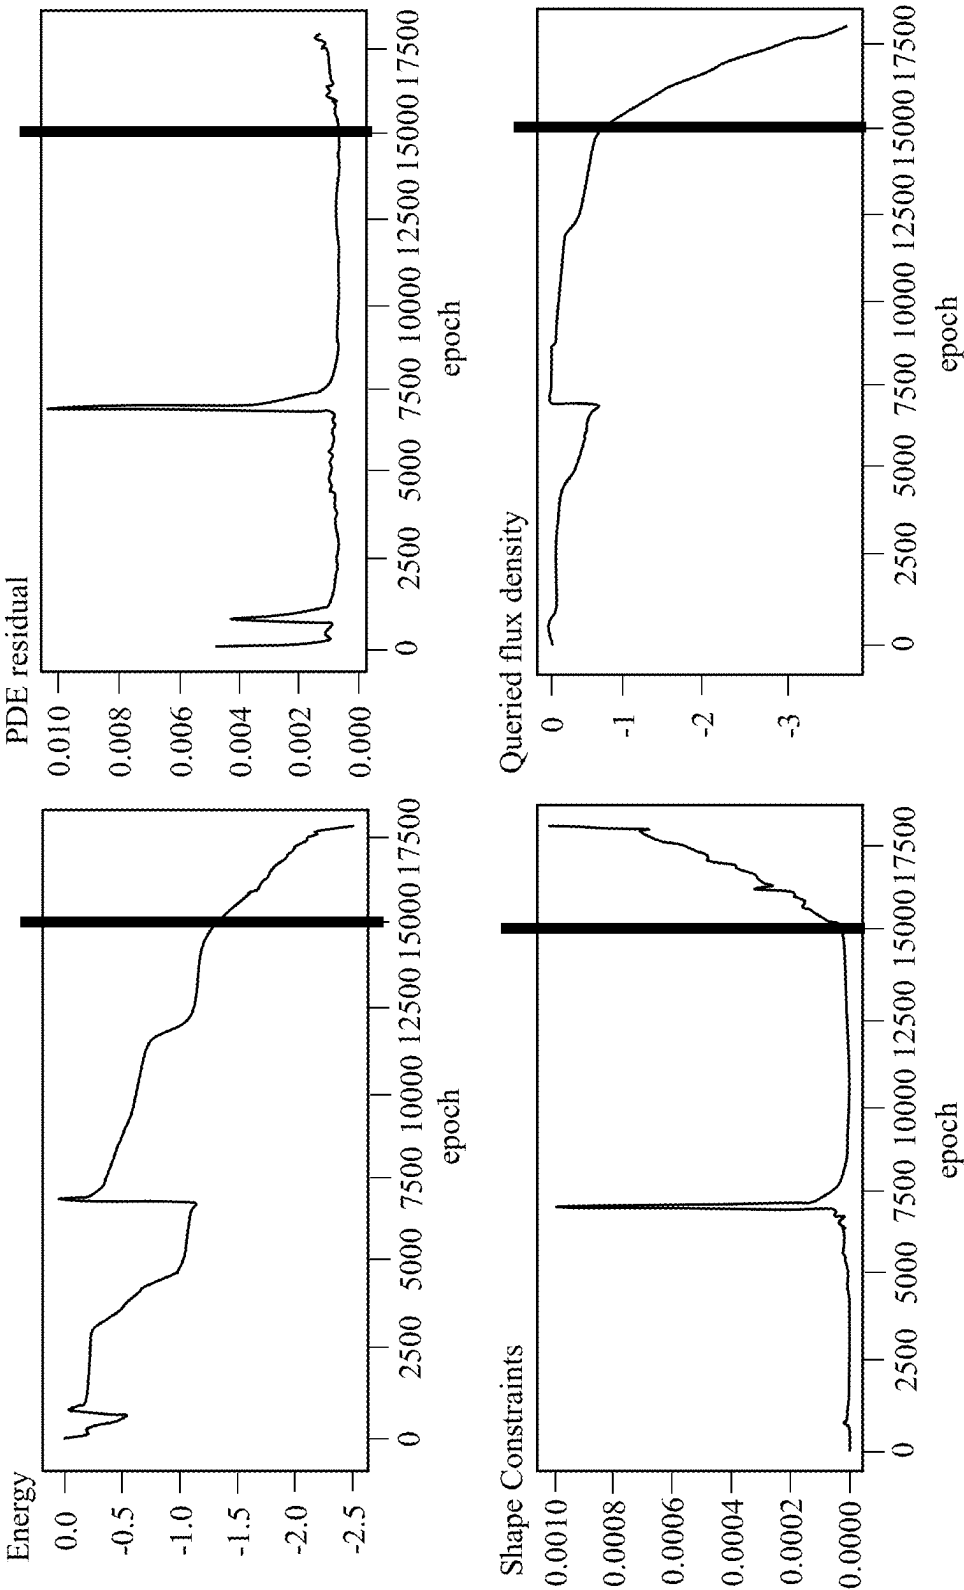 Energy
0.0
-0.5
-1.0
-1.5
-2.0
-2.5
0 2500 5000 7500 10000 12500 15000 17500
epoch
PDE residual
0.010
0.008
0.006
0.004
0.002
0.000
0 2500 5000 7500 10000 12500 15000 17500
epoch
Shape Constraints
0.0010
0.0008
0.0006
0.0004
0.0002
0.0000
0 2500 5000 7500 10000 12500 15000 17500
epoch
Queried flux density
0
-1
-2
-3
0 2500 5000 7500 10000 12500 15000 17500
epoch